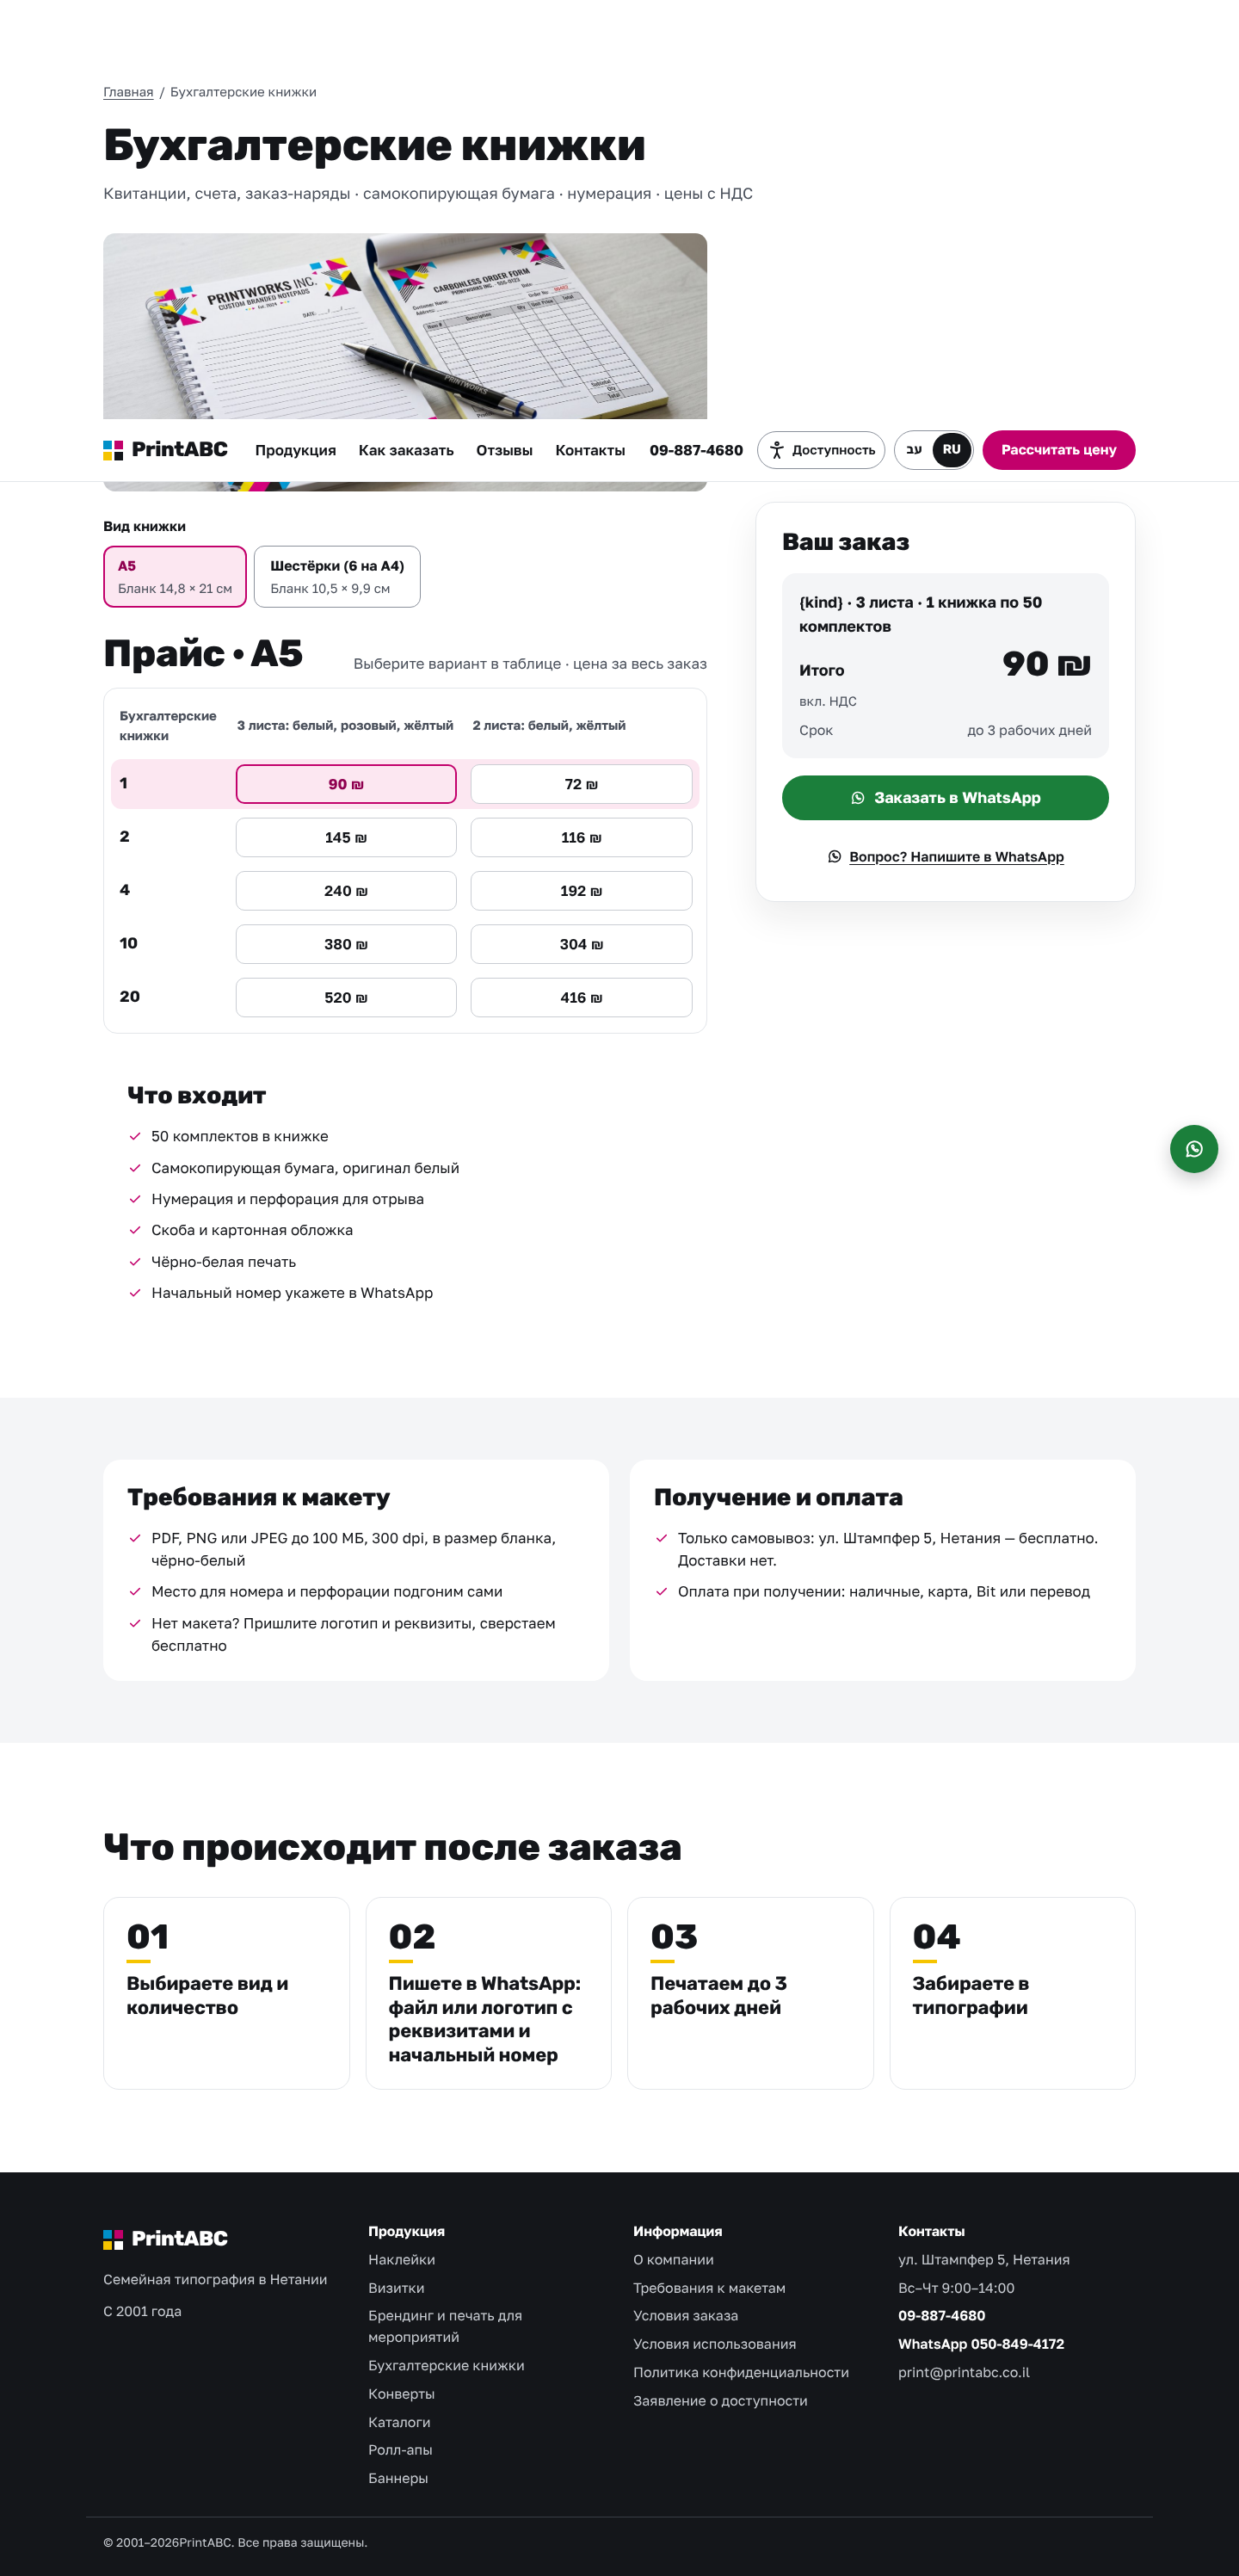 Главная / Бухгалтерские книжки
Бухгалтерские книжки
Квитанции, счета, заказ-наряды · самокопирующая бумага · нумерация · цены с НДС
PRINTWORKS INC.
CUSTOM BRANDED NOTEPADS
DATE:
CARBONLESS ORDER FORM
Customer Name:
Address:
Description
Subtotal
PRINTWORKS
PrintABC
Продукция
Как заказать
Отзывы
Контакты
09-887-4680
Доступность
עב
RU
Рассчитать цену
Вид книжки
A5
Бланк 14,8 × 21 см
Шестёрки (6 на А4)
Бланк 10,5 × 9,9 см
Прайс · A5
Выберите вариант в таблице · цена за весь заказ
Бухгалтерские
книжки
3 листа: белый, розовый, жёлтый
2 листа: белый, жёлтый
1
90 ₪
72 ₪
2
145 ₪
116 ₪
4
240 ₪
192 ₪
10
380 ₪
304 ₪
20
520 ₪
416 ₪
Ваш заказ
{kind} · 3 листа · 1 книжка по 50
комплектов
Итого
90 ₪
вкл. НДС
Срок
до 3 рабочих дней
Заказать в WhatsApp
Вопрос? Напишите в WhatsApp
Что входит
50 комплектов в книжке
Самокопирующая бумага, оригинал белый
Нумерация и перфорация для отрыва
Скоба и картонная обложка
Чёрно-белая печать
Начальный номер укажете в WhatsApp
Требования к макету
PDF, PNG или JPEG до 100 МБ, 300 dpi, в размер бланка,
чёрно-белый
Место для номера и перфорации подгоним сами
Нет макета? Пришлите логотип и реквизиты, сверстаем
бесплатно
Получение и оплата
Только самовывоз: ул. Штампфер 5, Нетания — бесплатно.
Доставки нет.
Оплата при получении: наличные, карта, Bit или перевод
Что происходит после заказа
01
Выбираете вид и
количество
02
Пишете в WhatsApp:
файл или логотип с
реквизитами и
начальный номер
03
Печатаем до 3
рабочих дней
04
Забираете в
типографии
PrintABC
Семейная типография в Нетании
С 2001 года
Продукция
Наклейки
Визитки
Брендинг и печать для
мероприятий
Бухгалтерские книжки
Конверты
Каталоги
Ролл-апы
Баннеры
Информация
О компании
Требования к макетам
Условия заказа
Условия использования
Политика конфиденциальности
Заявление о доступности
Контакты
ул. Штампфер 5, Нетания
Вс–Чт 9:00–14:00
09-887-4680
WhatsApp 050-849-4172
print@printabc.co.il
© 2001–2026PrintABC. Все права защищены.